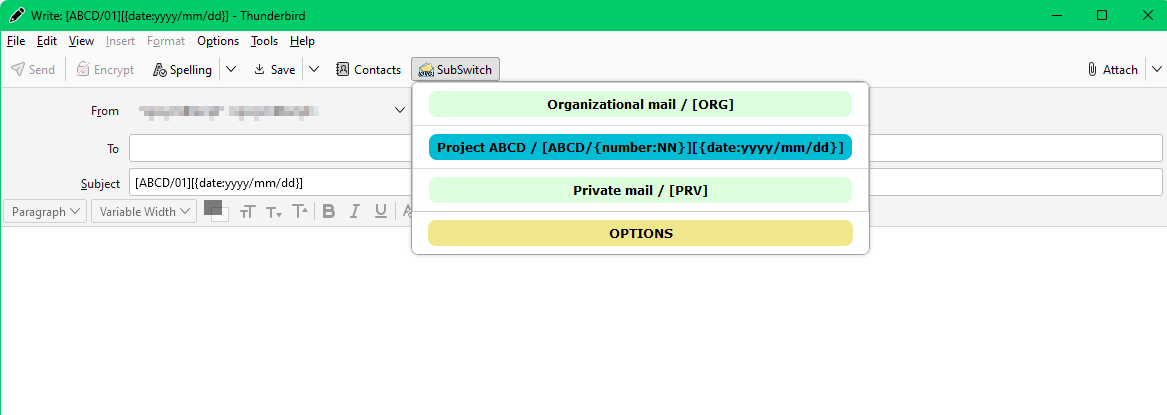 Write: [ABCD/01][{date:yyyy/mm/dd}] - Thunderbird
File Edit View Insert Format Options Tools Help
Send Encrypt Spelling Save Contacts SubSwitch Attach
Organizational mail / [ORG]
From
Project ABCD / [ABCD/{number:NN}][{date:yyyy/mm/dd}]
To
Subject [ABCD/01][{date:yyyy/mm/dd}]
Private mail / [PRV]
Paragraph Variable Width B I U
OPTIONS